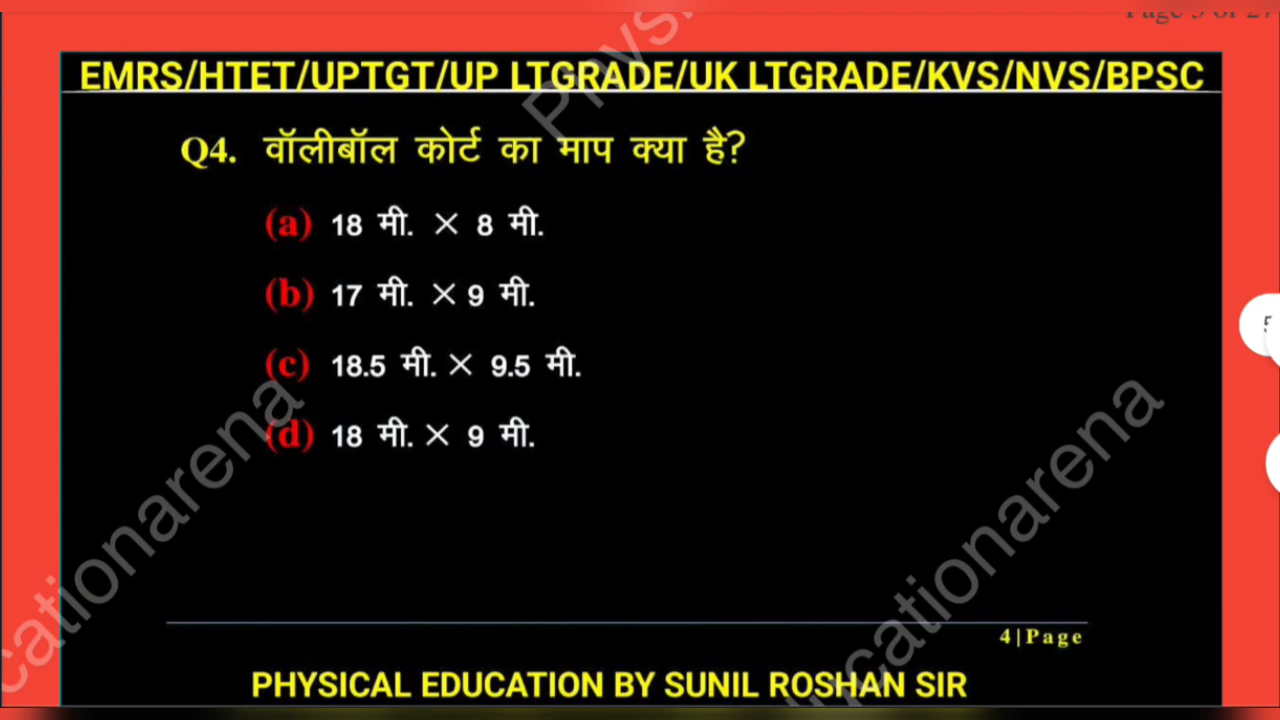 EMRS/HTET/UPTGT/UP LTGRADE/UK LTGRADE/KVS/NVS/BPSC
Q4. वॉलीबॉल कोर्ट का माप क्या है?
(a) 18 मी. × 8 मी.
(b) 17 मी. × 9 मी.
(c) 18.5 मी. × 9.5 मी.
(d) 18 मी. × 9 मी.
4|Page
PHYSICAL EDUCATION BY SUNIL ROSHAN SIR